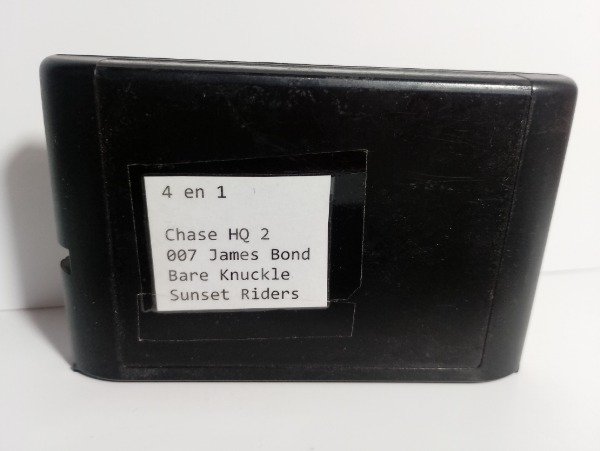 4 en 1
Chase HQ 2
007 James Bond
Bare Knuckle
Sunset Riders